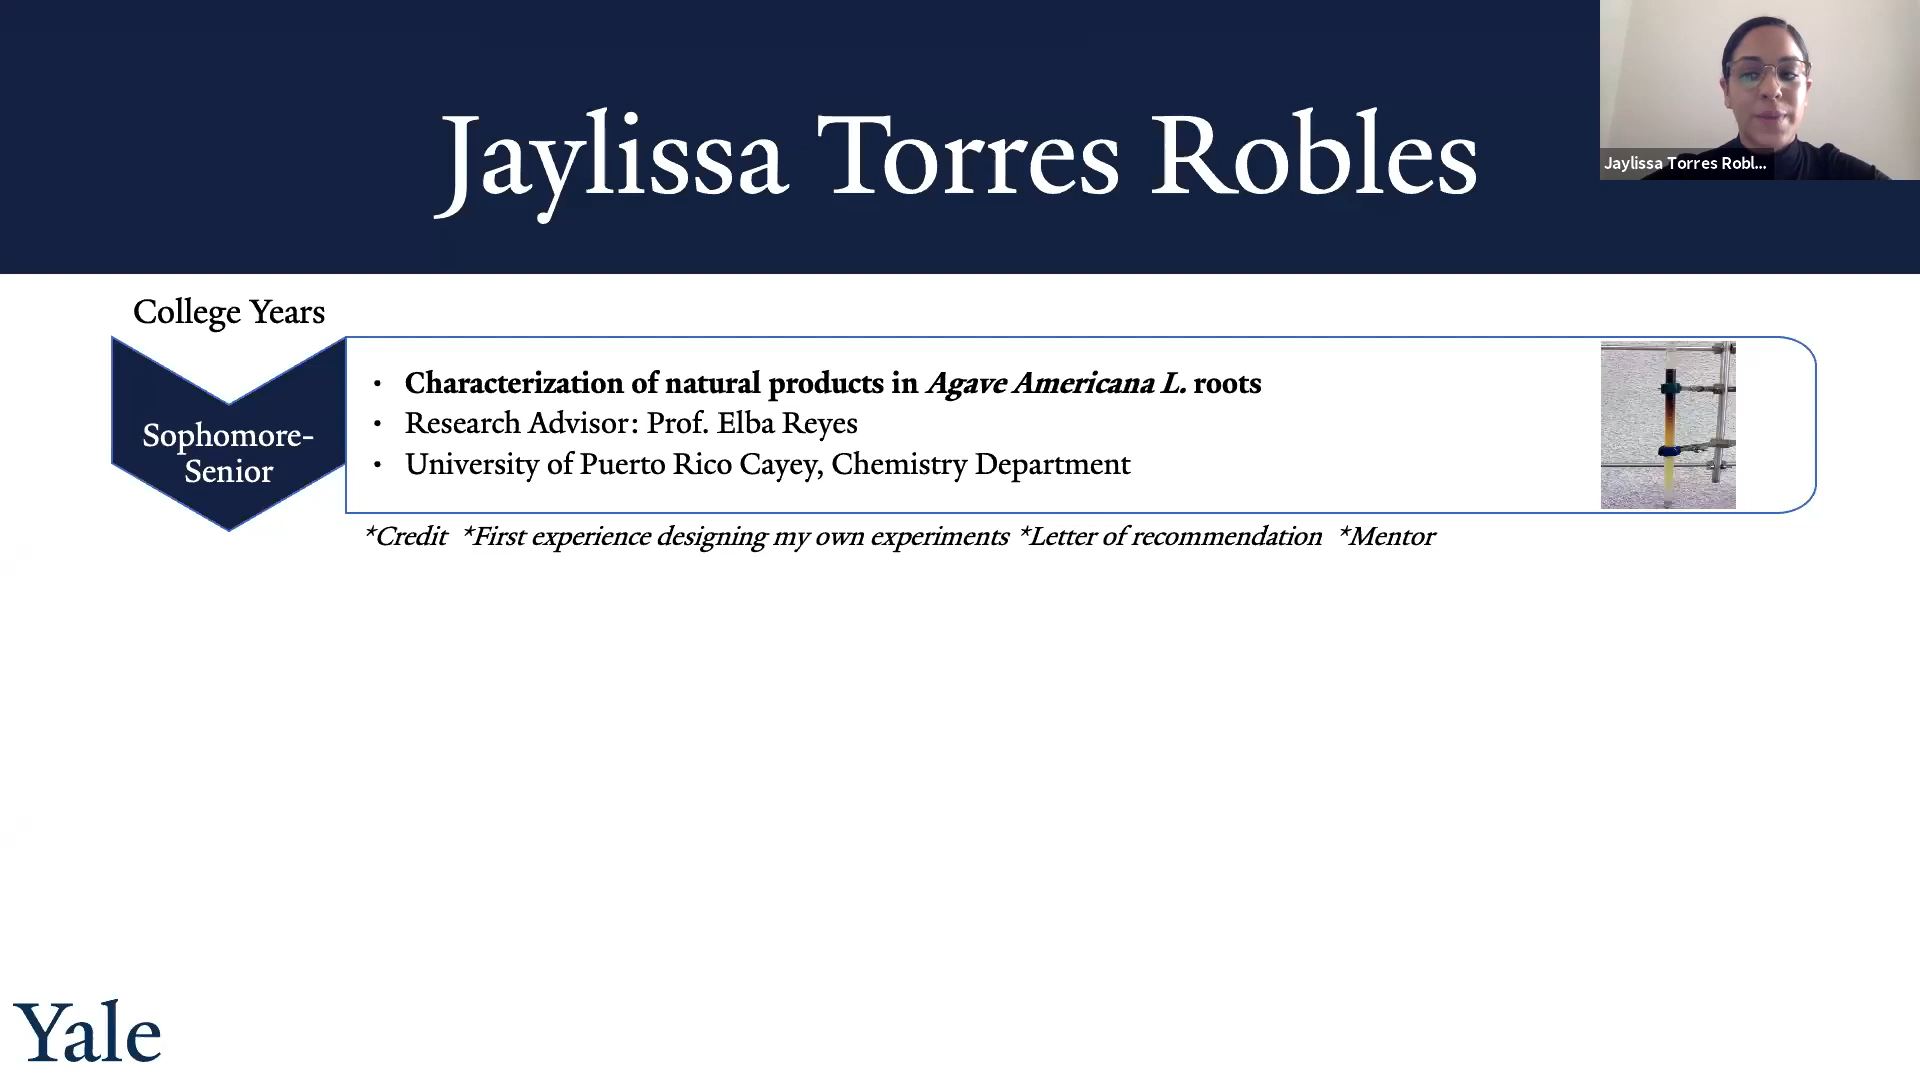 Jaylissa Torres Robles
Jaylissa Torres Robl...
College Years
Sophomore-
Senior
• Characterization of natural products in Agave Americana L. roots
• Research Advisor: Prof. Elba Reyes
• University of Puerto Rico Cayey, Chemistry Department
*Credit *First experience designing my own experiments *Letter of recommendation *Mentor
Yale